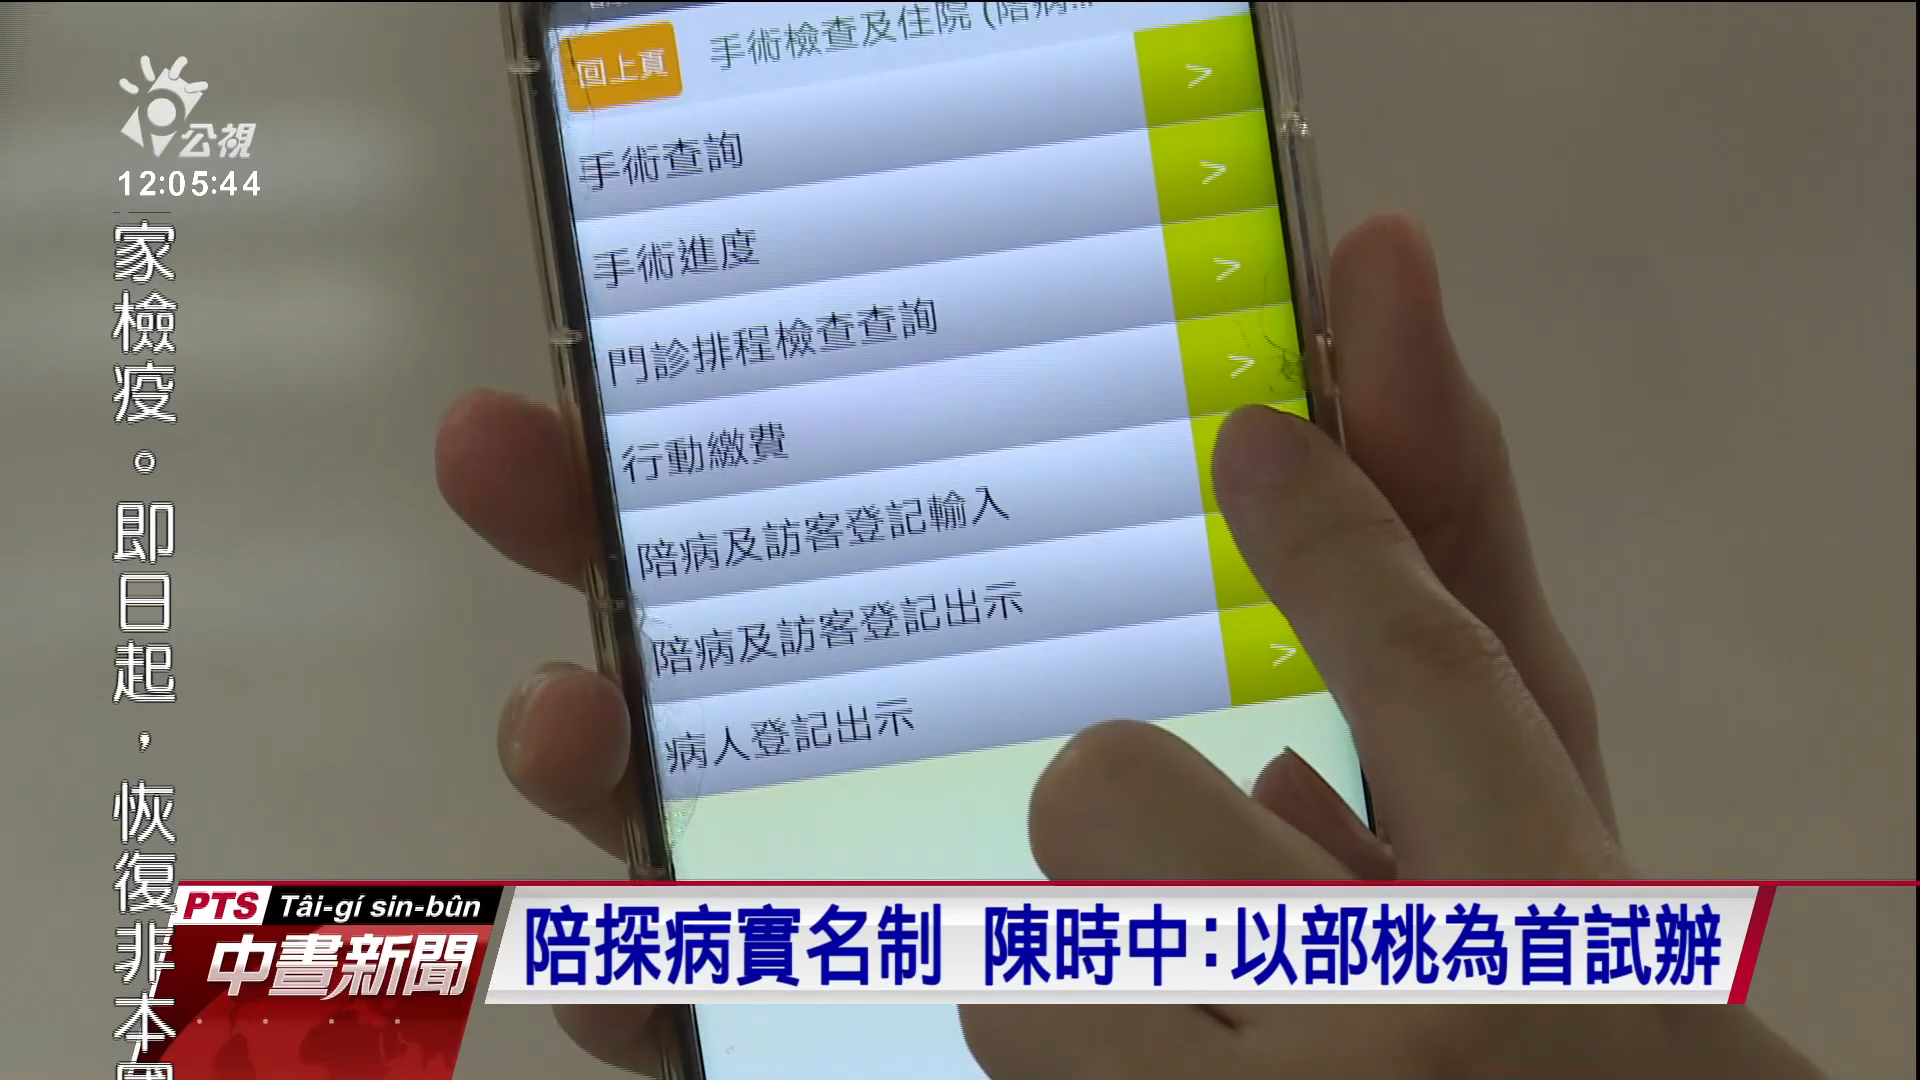 公視
12:05:44
家檢疫。即日起，恢復非本國
回上頁
手術檢查及住院(陪病...
手術查詢
手術進度
門診排程檢查查詢
行動繳費
陪病及訪客登記輸入
陪病及訪客登記出示
病人登記出示
PTS Tâi-gí sin-bûn
中晝新聞
陪探病實名制 陳時中:以部桃為首試辦